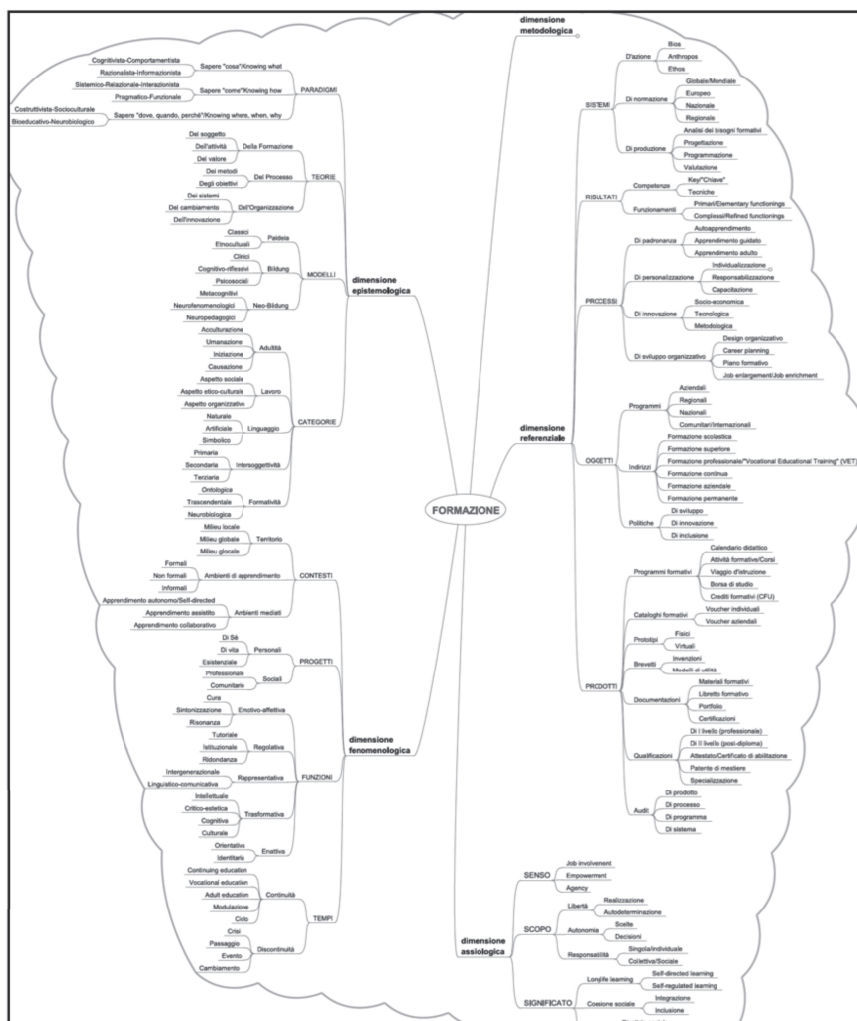 dimensione
metodologica
Cognitivista-Comportamentista
Razionalista-Informazionista
Sapere "cosa"/Knowing what
Sistemico-Relazionale-Interazionista
Pragmatico-Funzionale
Sapere "come"/Knowing how
Costruttivista-Socioculturale
Bioeducativo-Neurobiologico
Sapere "dove, quando, perché"/Knowing where, when, why
PARADIGMI
Del soggetto
Dell'attività
Del valore
Della Formazione
Dei metodi
Degli obiettivi
Del Processo
Dei sistemi
Del cambiamento
Dell'innovazione
Dell'Organizzazione
TEORIE
Classici
Etnoculturali
Paideia
Clinici
Cognitivo-riflessivi
Psicosociali
Bildung
Metacognitivi
Neurofenomenologici
Neuropedagogici
Neo-Bildung
MODELLI
dimensione
epistemologica
Acculturazione
Umanazione
Iniziazione
Causazione
Adultità
Aspetto sociale
Aspetto etico-culturale
Aspetto organizzativo
Lavoro
Naturale
Artificiale
Simbolico
Linguaggio
Primaria
Secondaria
Terziaria
Intersoggettività
Ontologica
Trascendentale
Neurobiologica
Formatività
CATEGORIE
FORMAZIONE
Milieu locale
Milieu globale
Milieu glocale
Territorio
Formali
Non formali
Informali
Ambienti di apprendimento
Apprendimento autonomo/Self-directed
Apprendimento assistito
Apprendimento collaborativo
Ambienti mediati
CONTESTI
Di Sé
Di vita
Esistenziale
Personali
Professionale
Comunitario
Sociali
PROGETTI
Cura
Sintonizzazione
Risonanza
Emotivo-affettiva
Tutoriale
Istituzionale
Ridondanza
Regolativa
Intergenerazionale
Linguistico-comunicativa
Rappresentativa
Intellettuale
Critico-estetica
Cognitiva
Culturale
Trasformativa
Orientativa
Identitaria
Enattiva
FUNZIONI
dimensione
fenomenologica
Continuing education
Vocational education
Adult education
Modulazione
Ciclo
Continuità
Crisi
Passaggio
Evento
Cambiamento
Discontinuità
TEMPI
SISTEMI
D'azione
Bios
Anthropos
Ethos
Di normazione
Globale/Mondiale
Europeo
Nazionale
Regionale
Di produzione
Analisi dei bisogni formativi
Progettazione
Programmazione
Valutazione
RISULTATI
Competenze
Key/"Chiave"
Tecniche
Funzionamenti
Primari/Elementary functionings
Complessi/Refined functionings
PROCESSI
Di padronanza
Autoapprendimento
Apprendimento guidato
Apprendimento adulto
Di personalizzazione
Individualizzazione
Responsabilizzazione
Capacitazione
Di innovazione
Socio-economica
Tecnologica
Metodologica
Di sviluppo organizzativo
Design organizzativo
Career planning
Piano formativo
Job enlargement/Job enrichment
dimensione
referenziale
OGGETTI
Programmi
Aziendali
Regionali
Nazionali
Comunitari/Internazionali
Indirizzi
Formazione scolastica
Formazione superiore
Formazione professionale/"Vocational Educational Training" (VET)
Formazione continua
Formazione aziendale
Formazione permanente
Politiche
Di sviluppo
Di innovazione
Di inclusione
PRODOTTI
Programmi formativi
Calendario didattico
Attività formative/Corsi
Viaggio d'istruzione
Borsa di studio
Crediti formativi (CFU)
Cataloghi formativi
Voucher individuali
Voucher aziendali
Prototipi
Fisici
Virtuali
Brevetti
Invenzioni
Modelli di utilità
Documentazioni
Materiali formativi
Libretto formativo
Portfolio
Certificazioni
Qualificazioni
Di I livello (professionale)
Di II livello (post-diploma)
Attestato/Certificato di abilitazione
Patente di mestiere
Specializzazione
Audit
Di prodotto
Di processo
Di programma
Di sistema
dimensione
assiologica
SENSO
Job involvement
Empowerment
Agency
SCOPO
Libertà
Realizzazione
Autodeterminazione
Autonomia
Scelte
Decisioni
Responsabilità
Singola/Individuale
Collettiva/Sociale
SIGNIFICATO
Longlife learning
Self-directed learning
Self-regulated learning
Coesione sociale
Integrazione
Inclusione